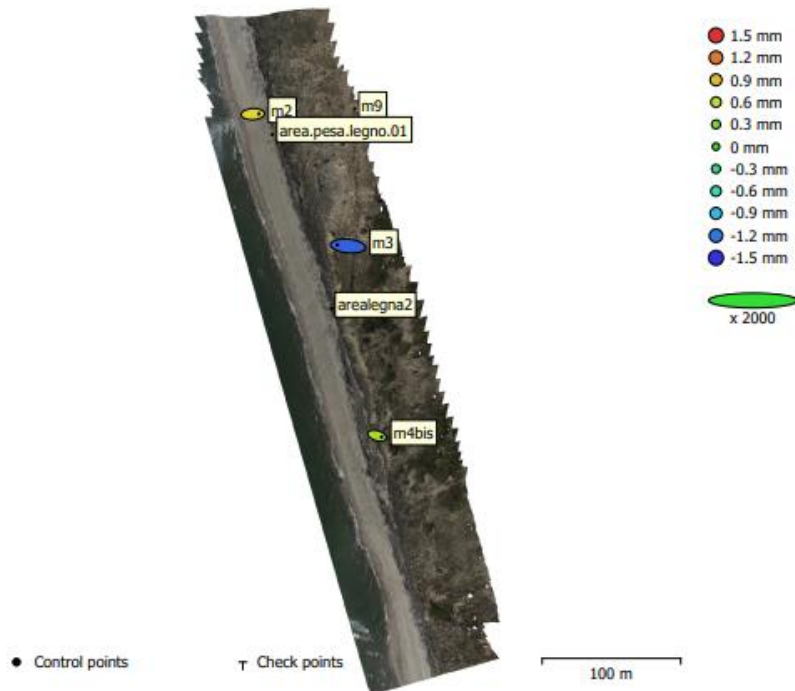 m2
m9
area.pesa.legno.01
m3
arealegna2
m4bis
1.5 mm
1.2 mm
0.9 mm
0.6 mm
0.3 mm
0 mm
-0.3 mm
-0.6 mm
-0.9 mm
-1.2 mm
-1.5 mm
x 2000
Control points
Check points
100 m